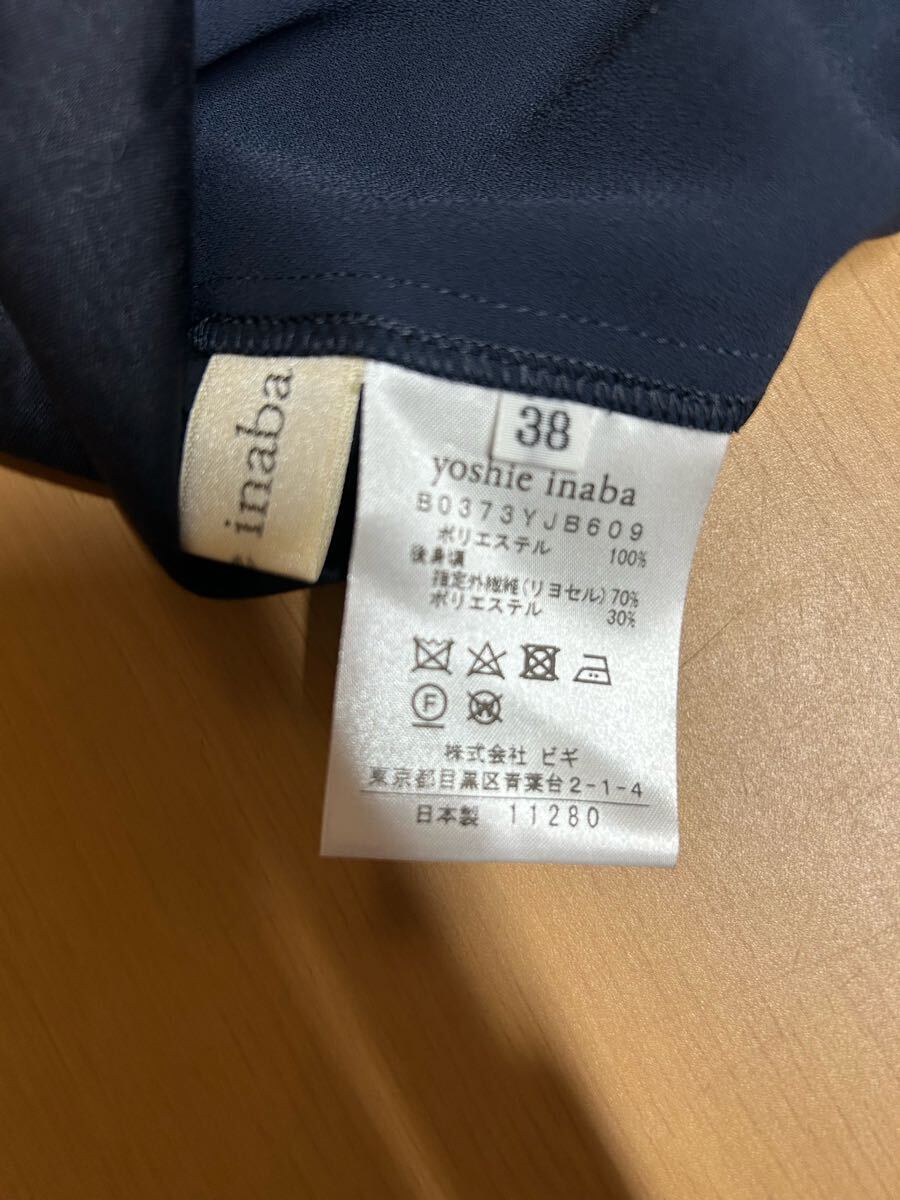 e inaba
38
yoshie inaba
B0373YJB609
ポリエステル 100%
後身頃
指定外繊維(リヨセル) 70%
ポリエステル 30%
F
W
株式会社 ビギ
東京都目黒区青葉台2-1-4
日本製 11280